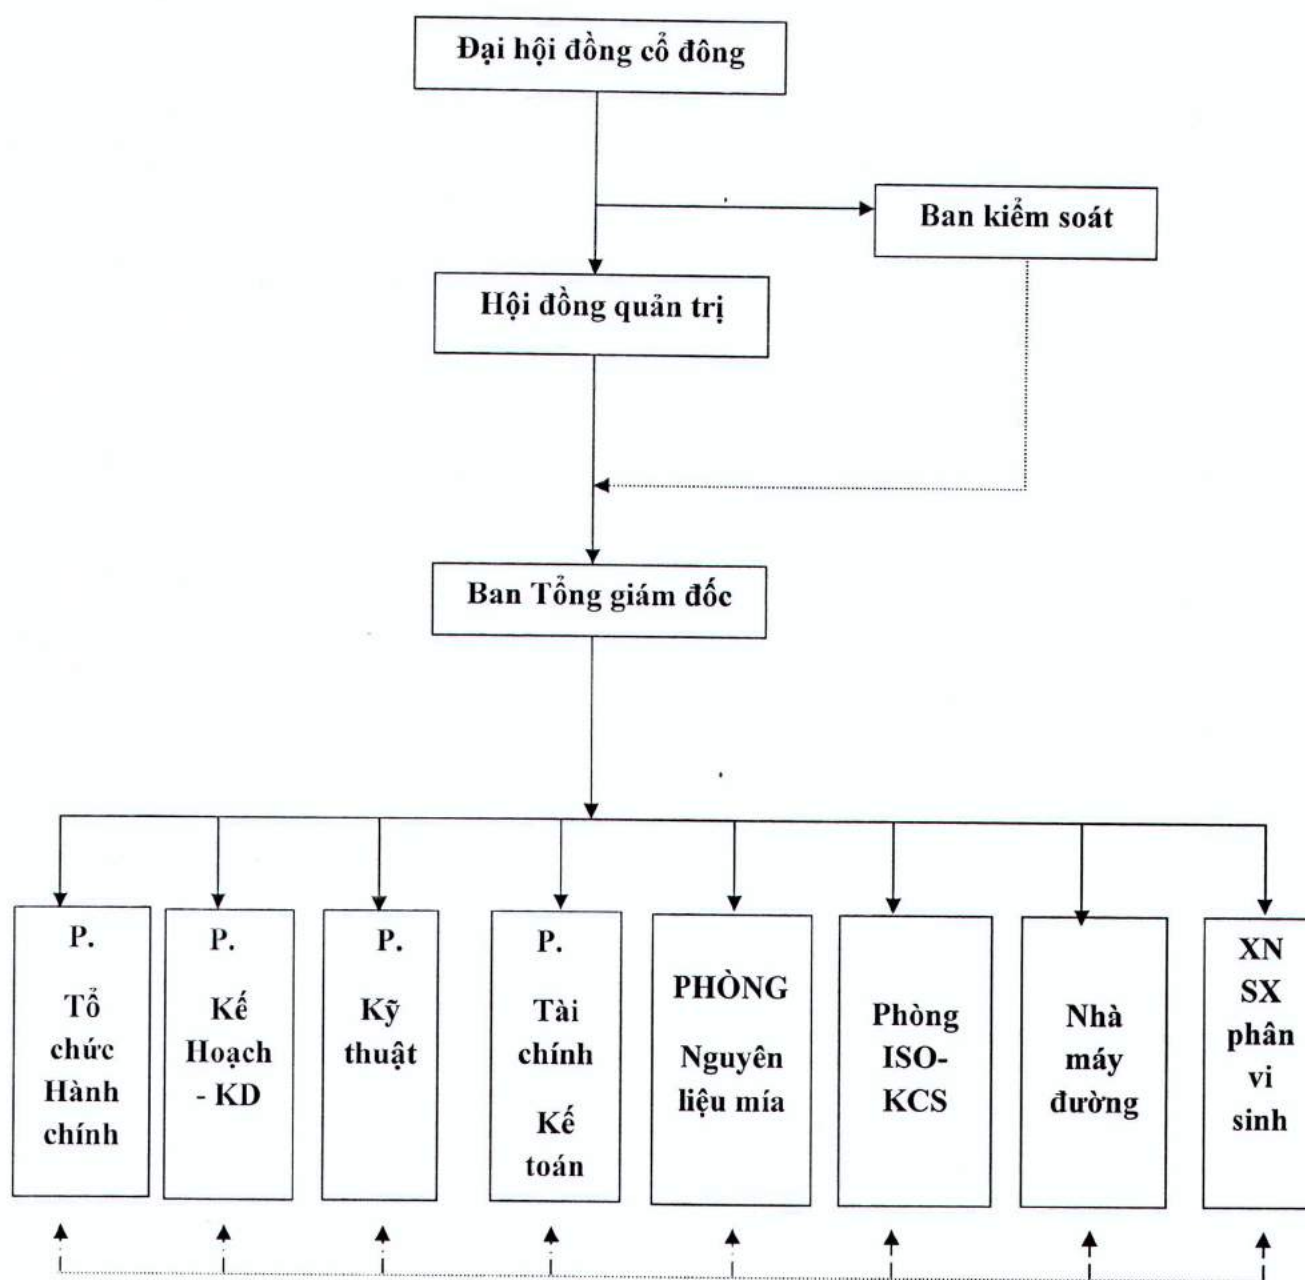 Đại hội đồng cổ đông
Ban kiểm soát
Hội đồng quản trị
Ban Tổng giám đốc
P.
Tổ
chức
Hành
chính
P.
Kế
Hoạch
- KD
P.
Kỹ
thuật
P.
Tài
chính
Kế
toán
PHÒNG
Nguyên
liệu mía
Phòng
ISO-
KCS
Nhà
máy
đường
XN
SX
phân
vi
sinh